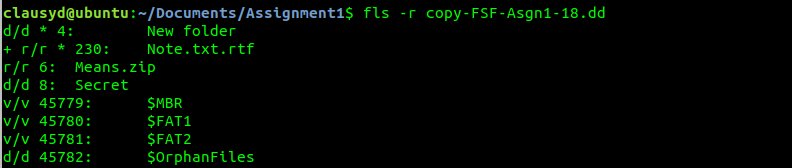 clausyd@ubuntu:~/Documents/Assignment1$ fls -r copy-FSF-Asgn1-18.dd
d/d * 4:	New folder
+ r/r * 230:	Note.txt.rtf
r/r 6:	Means.zip
d/d 8:	Secret
v/v 45779:	$MBR
v/v 45780:	$FAT1
v/v 45781:	$FAT2
d/d 45782:	$OrphanFiles